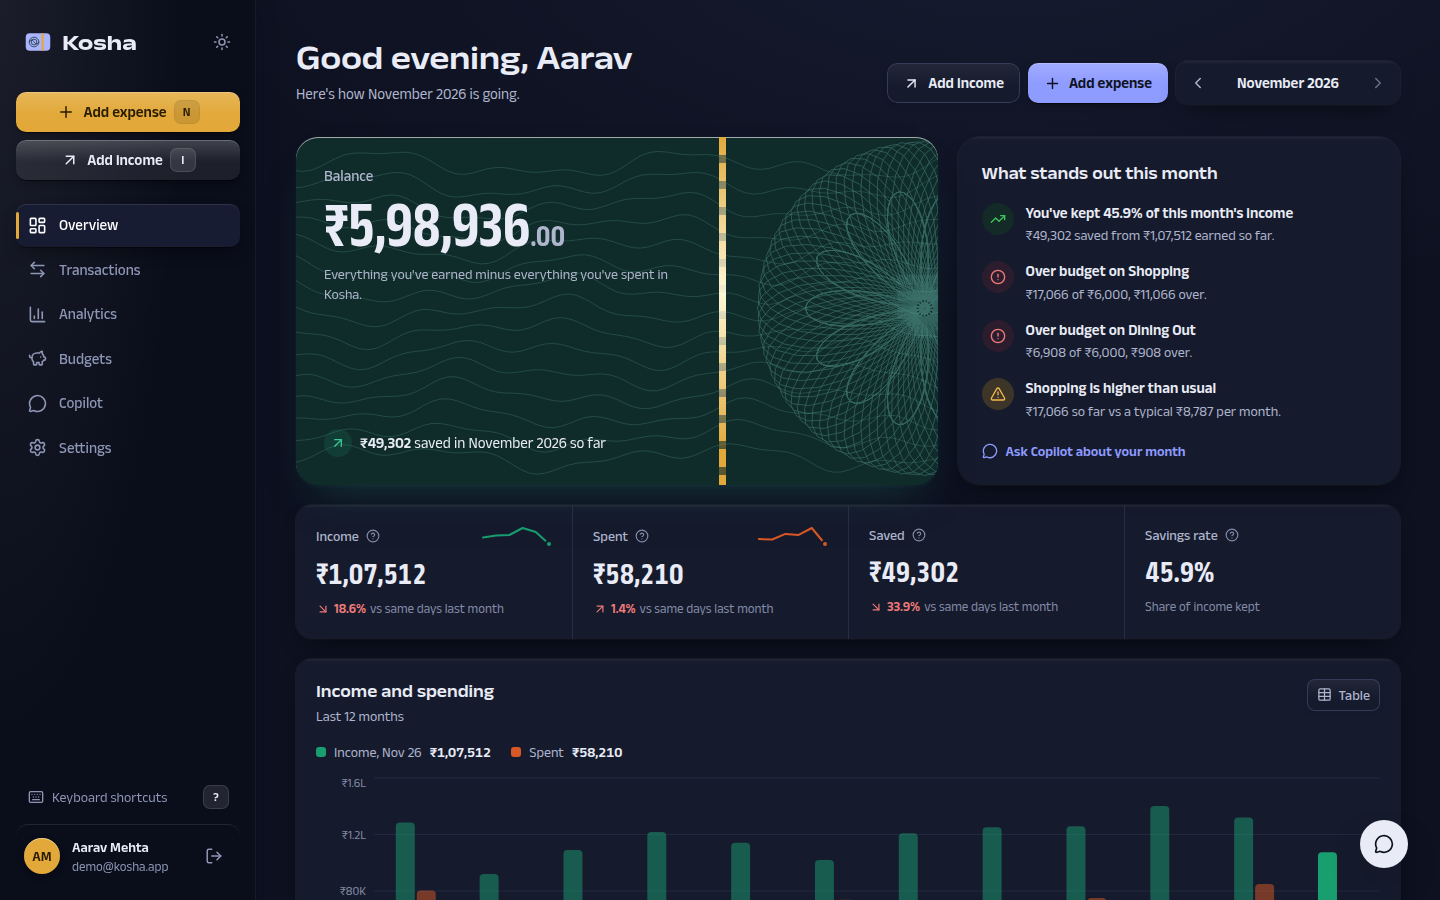 Kosha
Add expense N
Add income I
Overview
Transactions
Analytics
Budgets
Copilot
Settings
Keyboard shortcuts ?
AM
Aarav Mehta
demo@kosha.app
Good evening, Aarav
Here's how November 2026 is going.
Add income
Add expense
November 2026
Balance
₹5,98,936.00
Everything you've earned minus everything you've spent in
Kosha.
₹49,302 saved in November 2026 so far
What stands out this month
You've kept 45.9% of this month's income
₹49,302 saved from ₹1,07,512 earned so far.
Over budget on Shopping
₹17,066 of ₹6,000, ₹11,066 over.
Over budget on Dining Out
₹6,908 of ₹6,000, ₹908 over.
Shopping is higher than usual
₹17,066 so far vs a typical ₹8,787 per month.
Ask Copilot about your month
Income
₹1,07,512
18.6% vs same days last month
Spent
₹58,210
1.4% vs same days last month
Saved
₹49,302
33.9% vs same days last month
Savings rate
45.9%
Share of income kept
Income and spending
Last 12 months
Table
Income, Nov 26 ₹1,07,512 Spent ₹58,210
₹1.6L
₹1.2L
₹80K